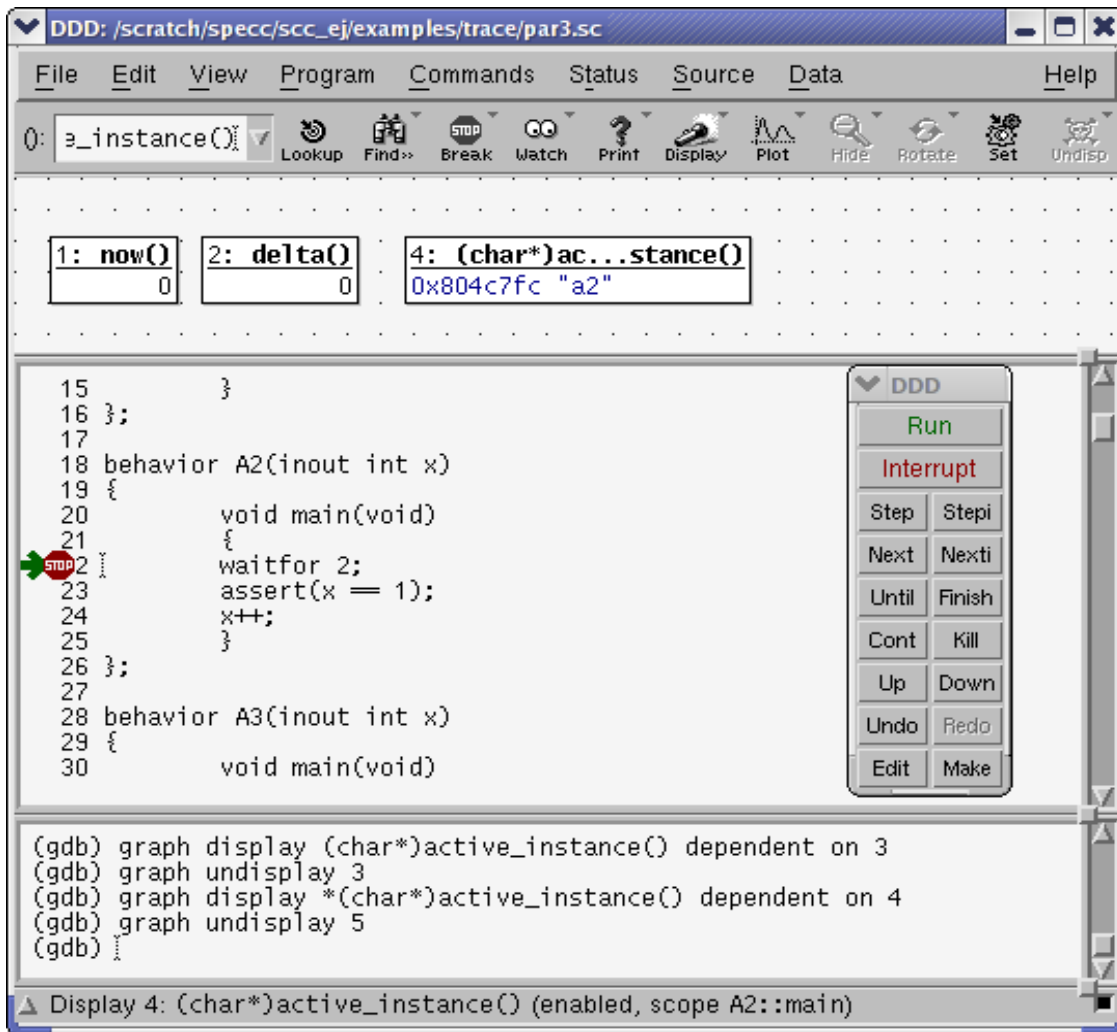 DDD: /scratch/specc/scc_ej/examples/trace/par3.sc
File Edit View Program Commands Status Source Data Help
(): e_instance() Lookup Find» Break Watch Print Display Plot Hide Rotate Set Undisp
STOP
1: now() 2: delta() 4: (char*)ac...stance()
0 0 0x804c7fc "a2"
15 }
16 };
17
18 behavior A2(inout int x)
19 {
20 void main(void)
21 {
STOP 2 waitfor 2;
23 assert(x == 1);
24 x++;
25 }
26 };
27
28 behavior A3(inout int x)
29 {
30 void main(void)
DDD
Run
Interrupt
Step Stepi
Next Nexti
Until Finish
Cont Kill
Up Down
Undo Redo
Edit Make
(gdb) graph display (char*)active_instance() dependent on 3
(gdb) graph undisplay 3
(gdb) graph display *(char*)active_instance() dependent on 4
(gdb) graph undisplay 5
(gdb)
Display 4: (char*)active_instance() (enabled, scope A2::main)